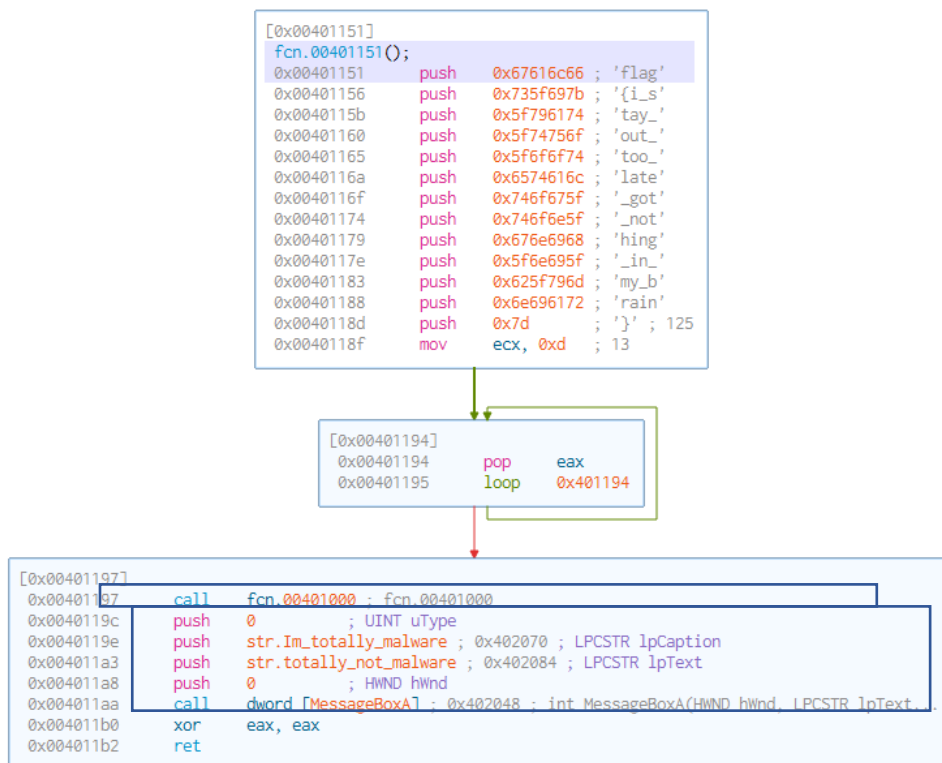 [0x00401151]
fcn.00401151();
0x00401151 push 0x67616c66 ; 'flag'
0x00401156 push 0x735f697b ; '{i_s'
0x0040115b push 0x5f796174 ; 'tay_'
0x00401160 push 0x5f74756f ; 'out_'
0x00401165 push 0x5f6f6f74 ; 'too_'
0x0040116a push 0x6574616c ; 'late'
0x0040116f push 0x746f675f ; '_got'
0x00401174 push 0x746f6e5f ; '_not'
0x00401179 push 0x676e6968 ; 'hing'
0x0040117e push 0x5f6e695f ; '_in_'
0x00401183 push 0x625f796d ; 'my_b'
0x00401188 push 0x6e696172 ; 'rain'
0x0040118d push 0x7d ; '}' ; 125
0x0040118f mov ecx, 0xd ; 13
[0x00401194]
0x00401194 pop eax
0x00401195 loop 0x401194
[0x00401197]
0x00401197 call fcn.00401000 ; fcn.00401000
0x0040119c push 0 ; UINT uType
0x0040119e push str.Im_totally_malware ; 0x402070 ; LPCSTR lpCaption
0x004011a3 push str.totally_not_malware ; 0x402084 ; LPCSTR lpText
0x004011a8 push 0 ; HWND hWnd
0x004011aa call dword [MessageBoxA] ; 0x402048 ; int MessageBoxA(HWND hWnd, LPCSTR lpText...
0x004011b0 xor eax, eax
0x004011b2 ret